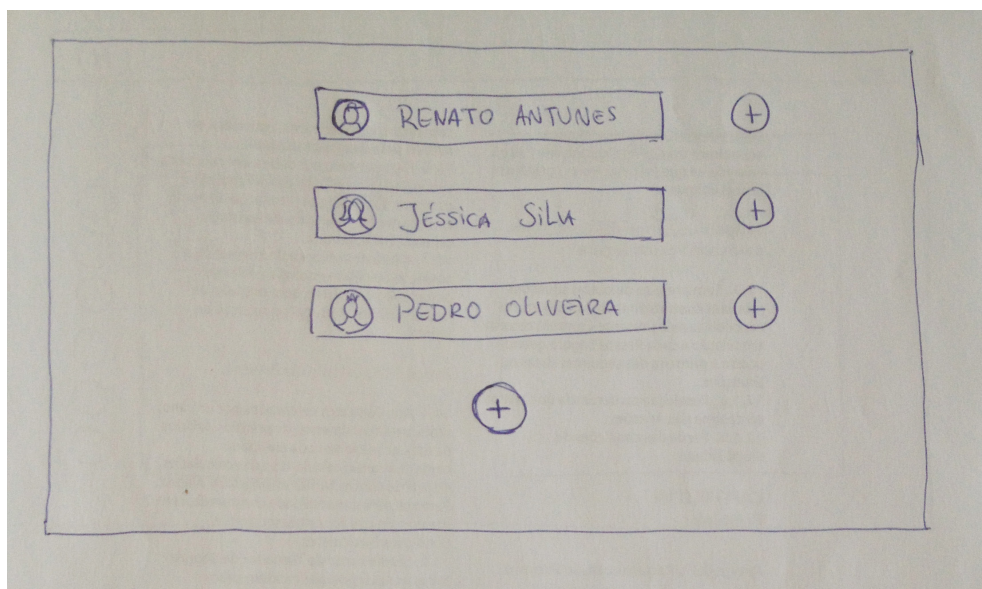 RENATO ANTUNES +
JÉSSICA SILVA +
PEDRO OLIVEIRA +
+